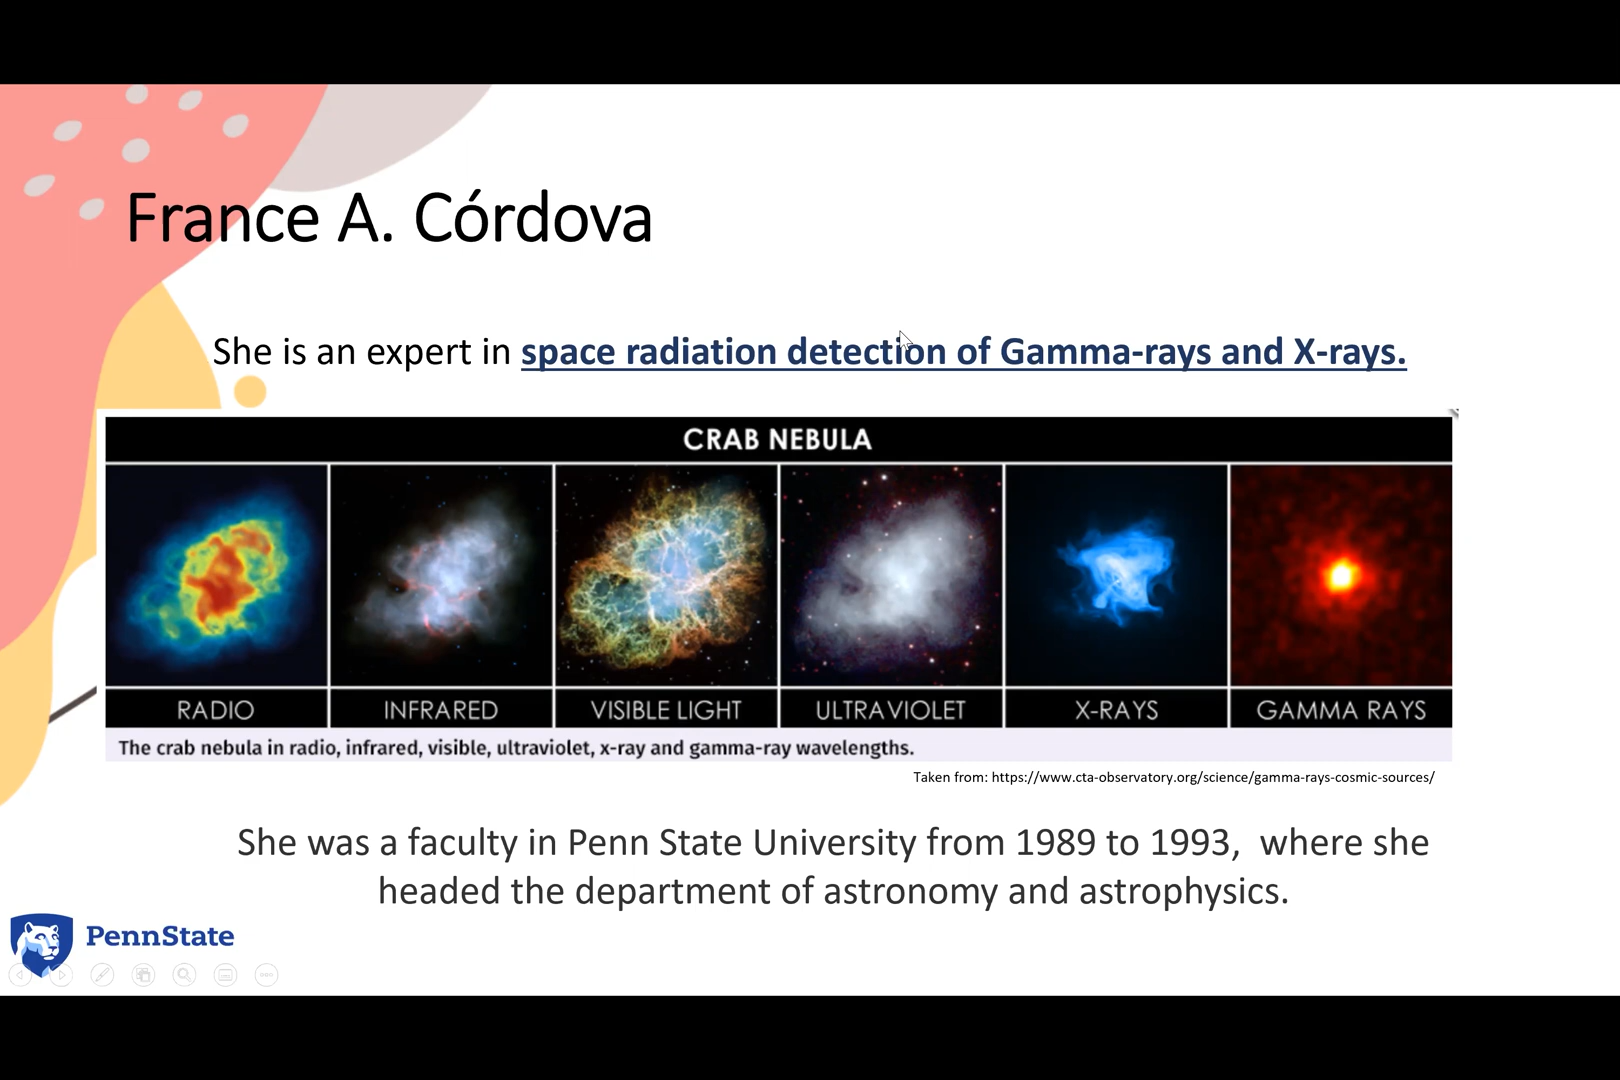 France A. Córdova
She is an expert in space radiation detection of Gamma-rays and X-rays.
CRAB NEBULA
RADIO INFRARED VISIBLE LIGHT ULTRAVIOLET X-RAYS GAMMA RAYS
The crab nebula in radio, infrared, visible, ultraviolet, x-ray and gamma-ray wavelengths.
Taken from: https://www.cta-observatory.org/science/gamma-rays-cosmic-sources/
She was a faculty in Penn State University from 1989 to 1993,  where she
headed the department of astronomy and astrophysics.
PennState